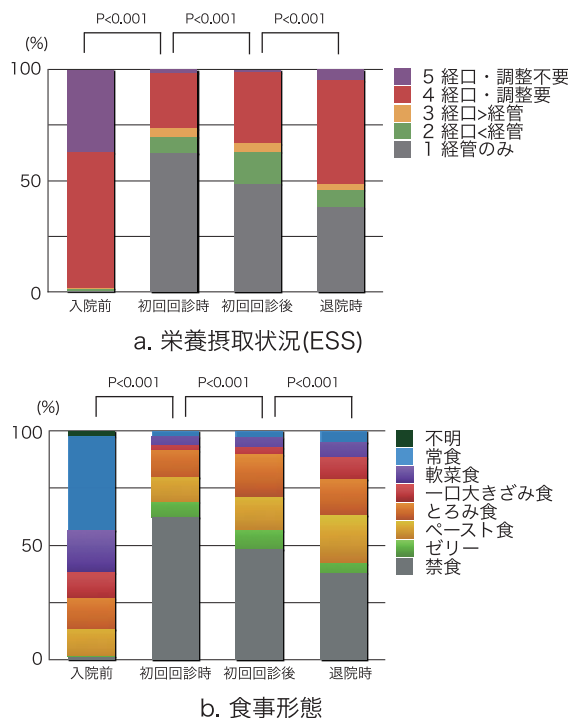 P<0.001
P<0.001
P<0.001
(%)
100
50
0
入院前
初回回診時
初回回診後
退院時
5 経口・調整不要
4 経口・調整要
3 経口>経管
2 経口<経管
1 経管のみ
a. 栄養摂取状況(ESS)
P<0.001
P<0.001
P<0.001
(%)
100
50
0
入院前
初回回診時
初回回診後
退院時
不明
常食
軟菜食
一口大きざみ食
とろみ食
ペースト食
ゼリー
禁食
b. 食事形態